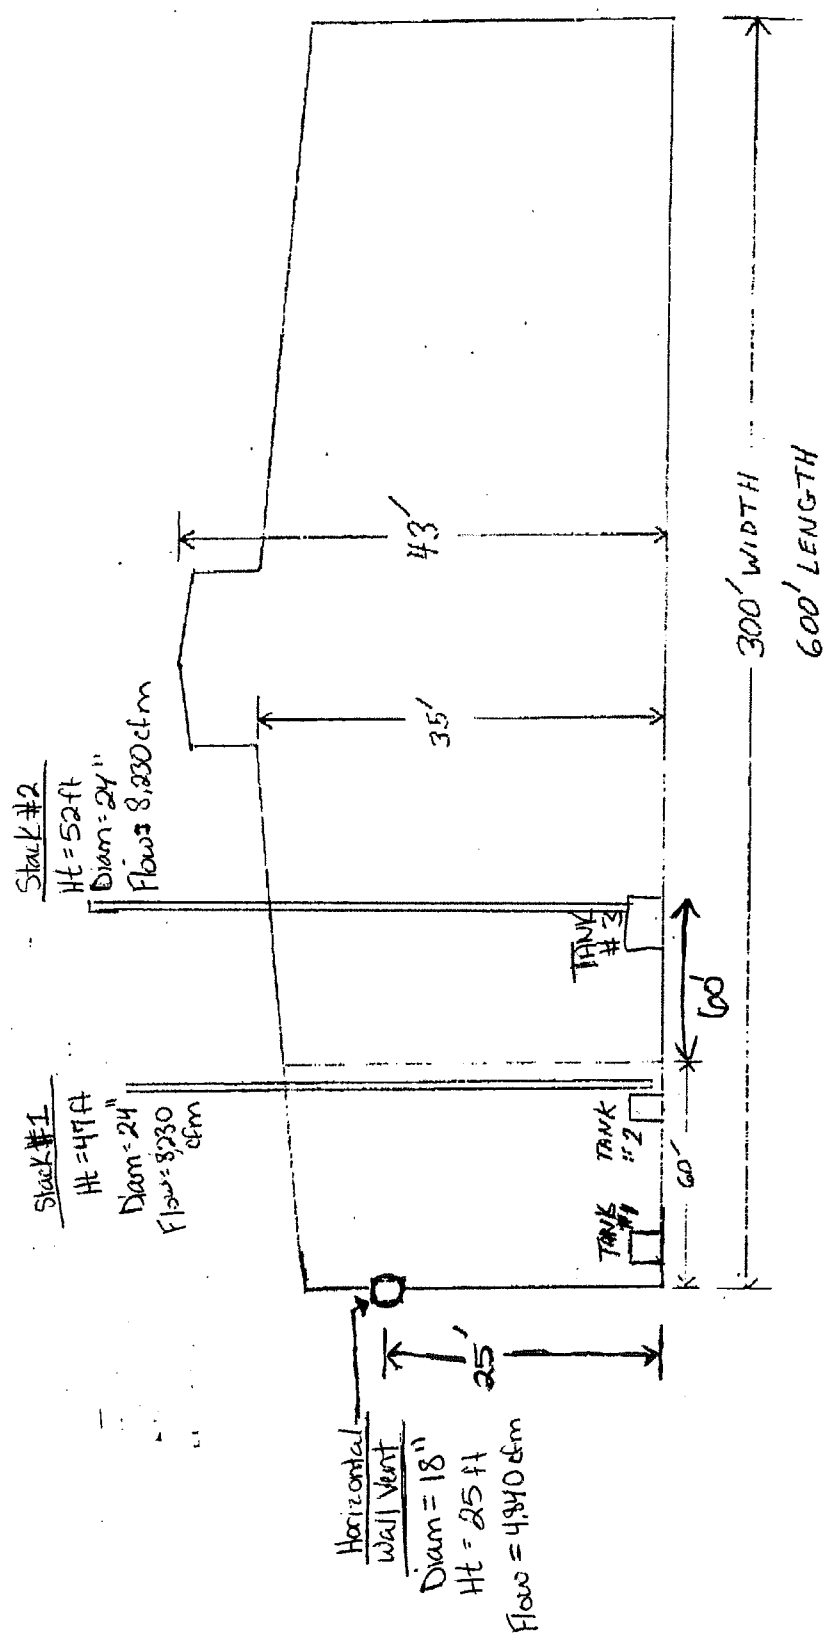 Stack #2
Ht = 52 ft
Diam = 24"
Flow = 8,230 cfm
Stack #1
Ht = 47 ft
Diam = 24"
Flow = 8,230
cfm
Horizontal
Wall Vent
Diam = 18"
Ht = 25 ft
Flow = 4,840 cfm
25'
TANK
#1
TANK
#2
TANK
#3
60'
60'
35'
43'
300' WIDTH
600' LENGTH